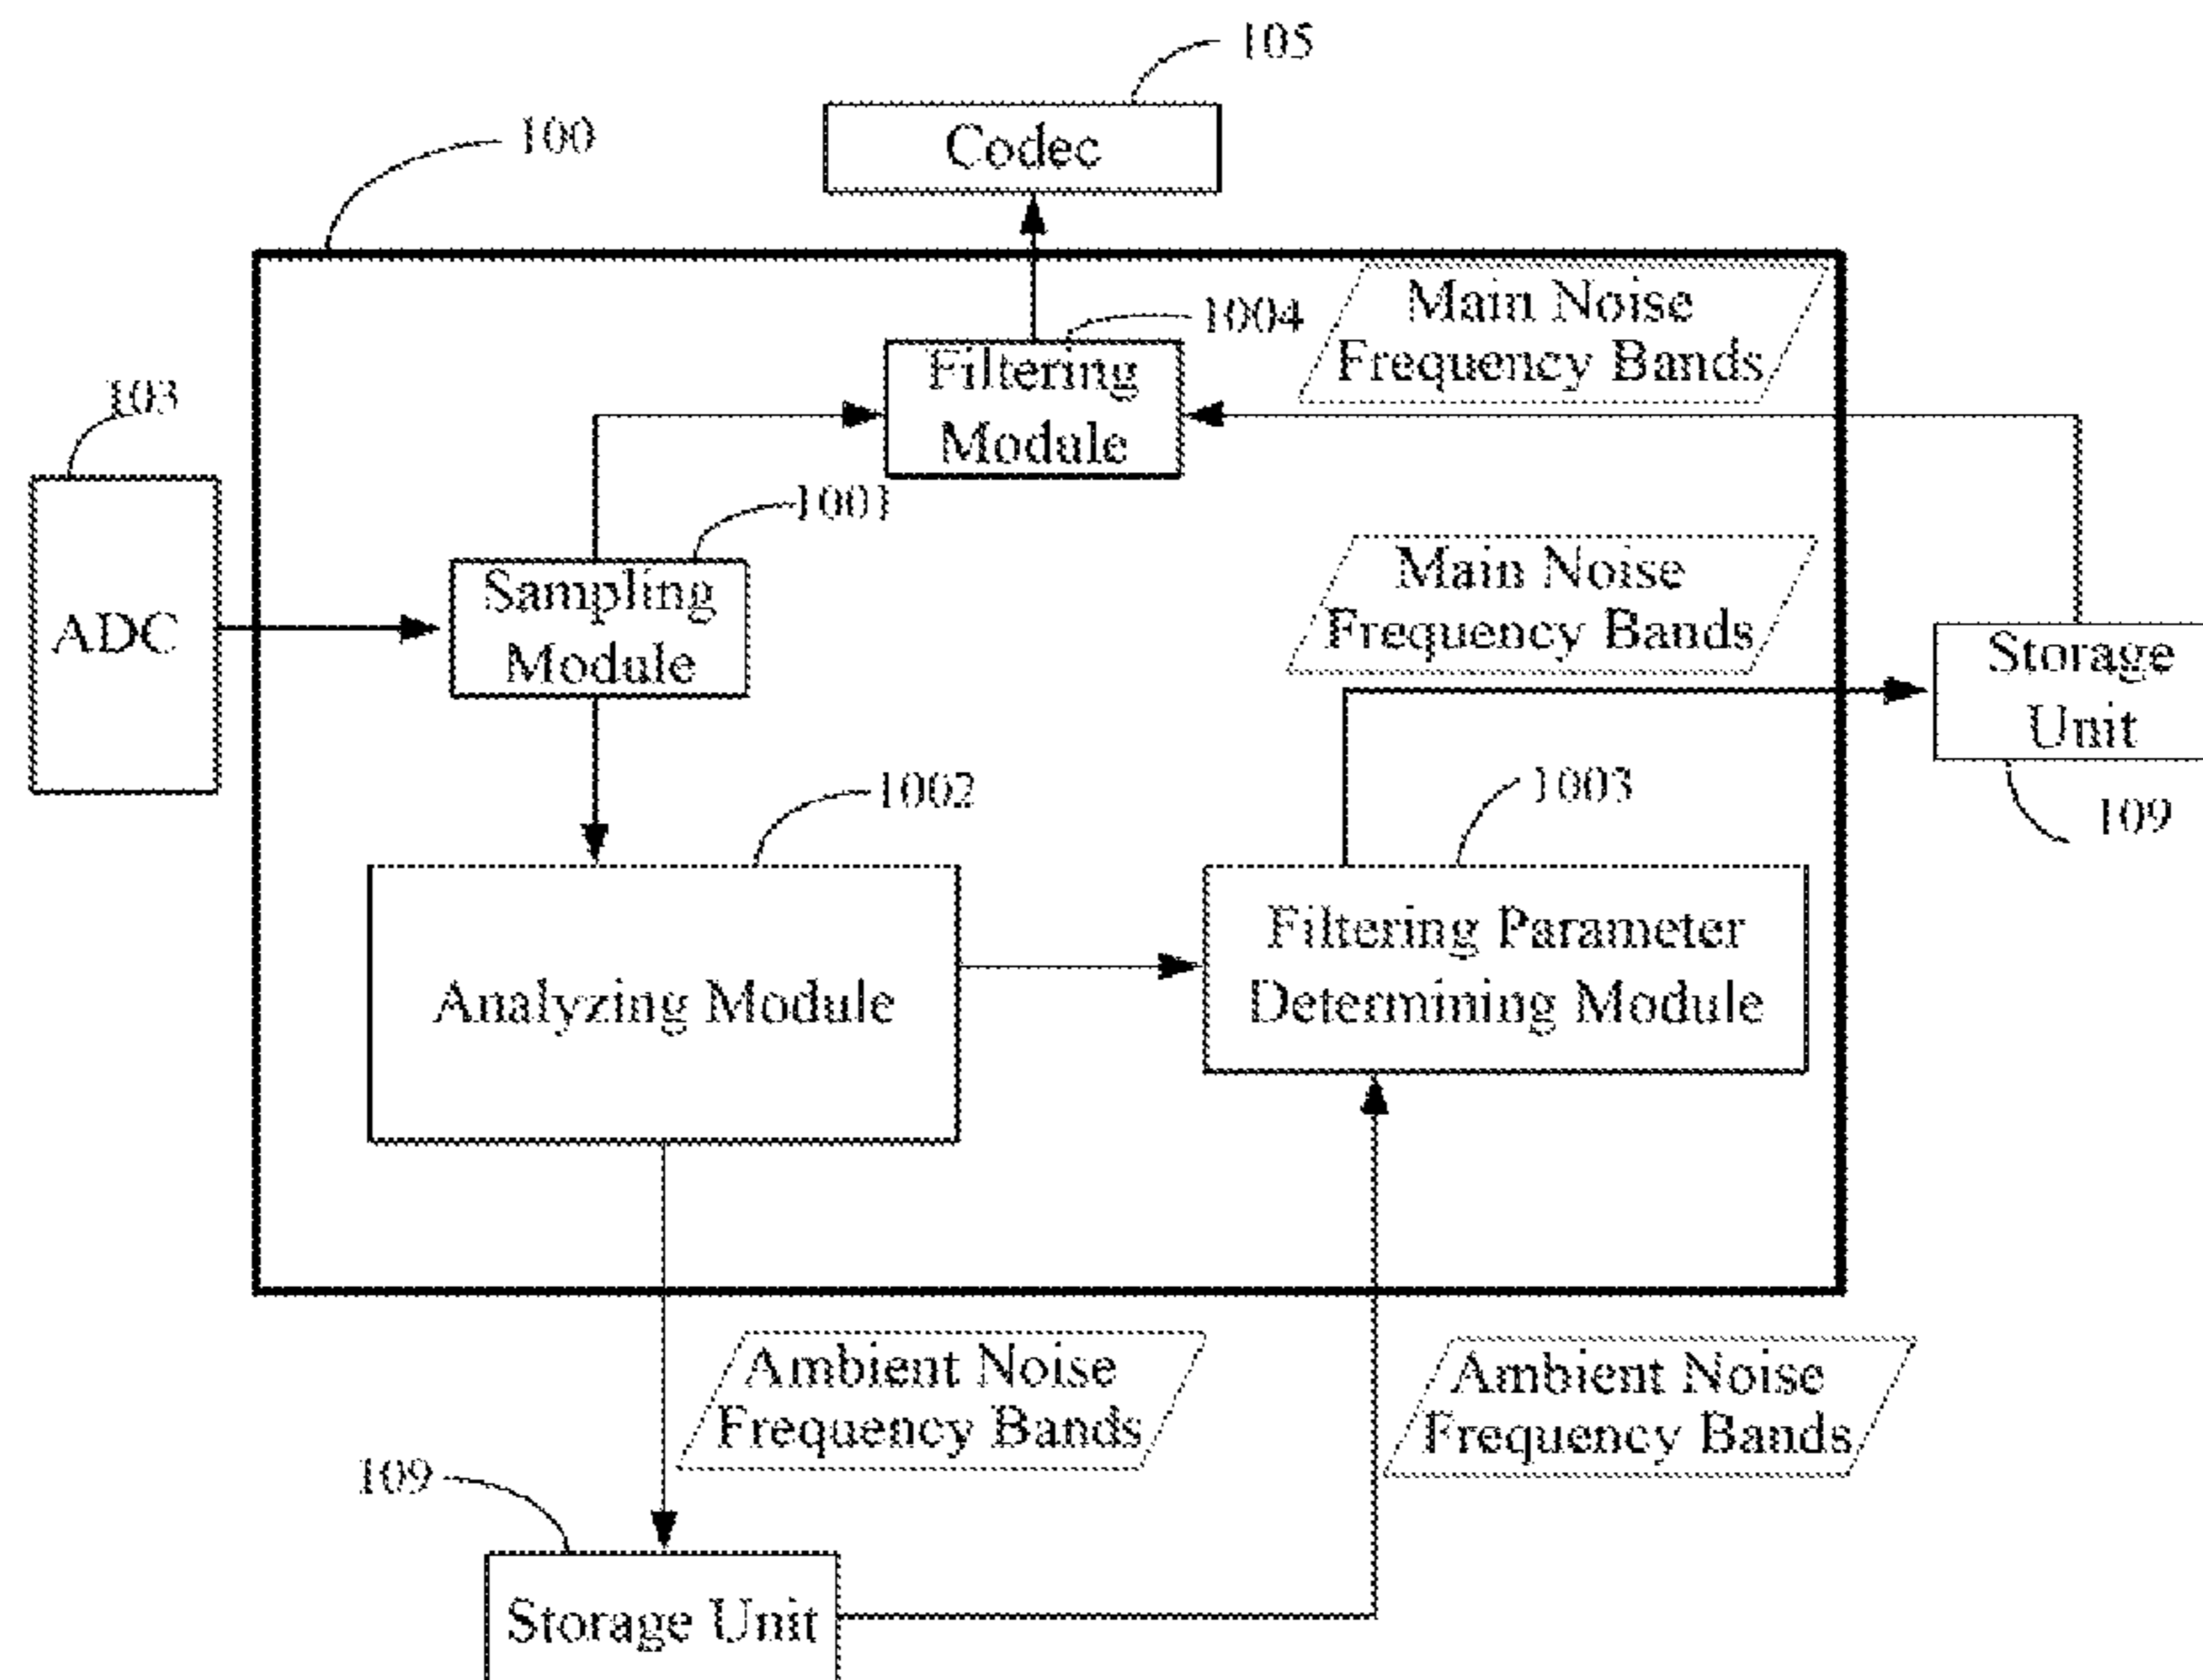 105
Codec
100
1004
Main Noise
Frequency Bands
Filtering
Module
103
1001
ADC
Sampling
Module
Main Noise
Frequency Bands
Storage
Unit
109
1002
1003
Analyzing Module
Filtering Parameter
Determining Module
Ambient Noise
Frequency Bands
Ambient Noise
Frequency Bands
109
Storage Unit